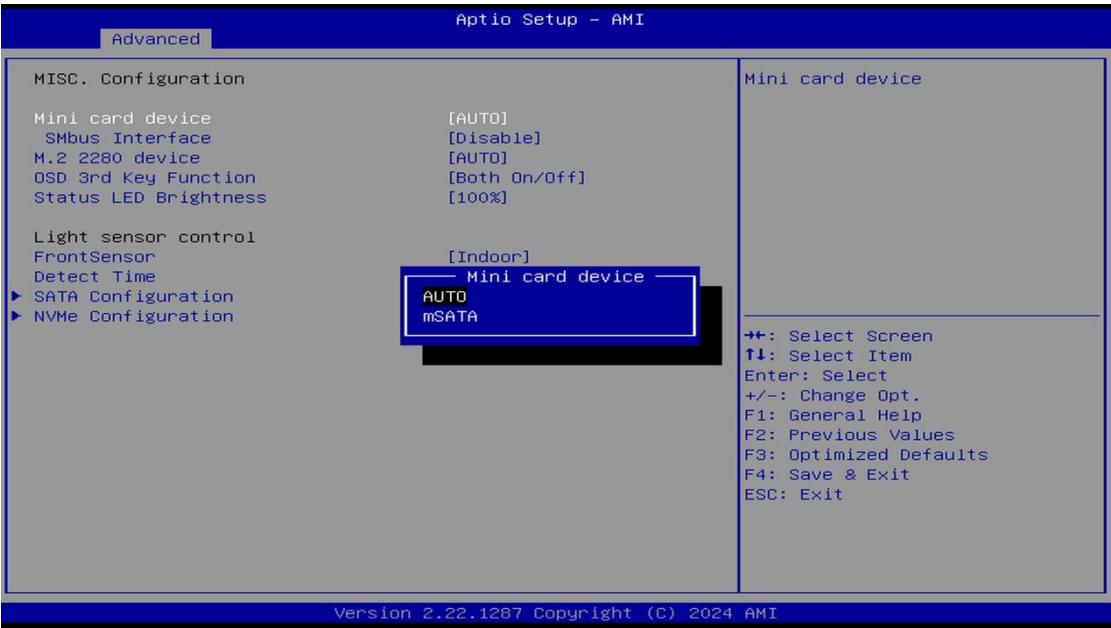 Aptio Setup – AMI
Advanced
MISC. Configuration
Mini card device [AUTO]
SMbus Interface [Disable]
M.2 2280 device [AUTO]
OSD 3rd Key Function [Both On/Off]
Status LED Brightness [100%]
Light sensor control
FrontSensor [Indoor]
Detect Time
▶ SATA Configuration
▶ NVMe Configuration
Mini card device
AUTO
mSATA
Mini card device
→←: Select Screen
↑↓: Select Item
Enter: Select
+/-: Change Opt.
F1: General Help
F2: Previous Values
F3: Optimized Defaults
F4: Save & Exit
ESC: Exit
Version 2.22.1287 Copyright (C) 2024 AMI